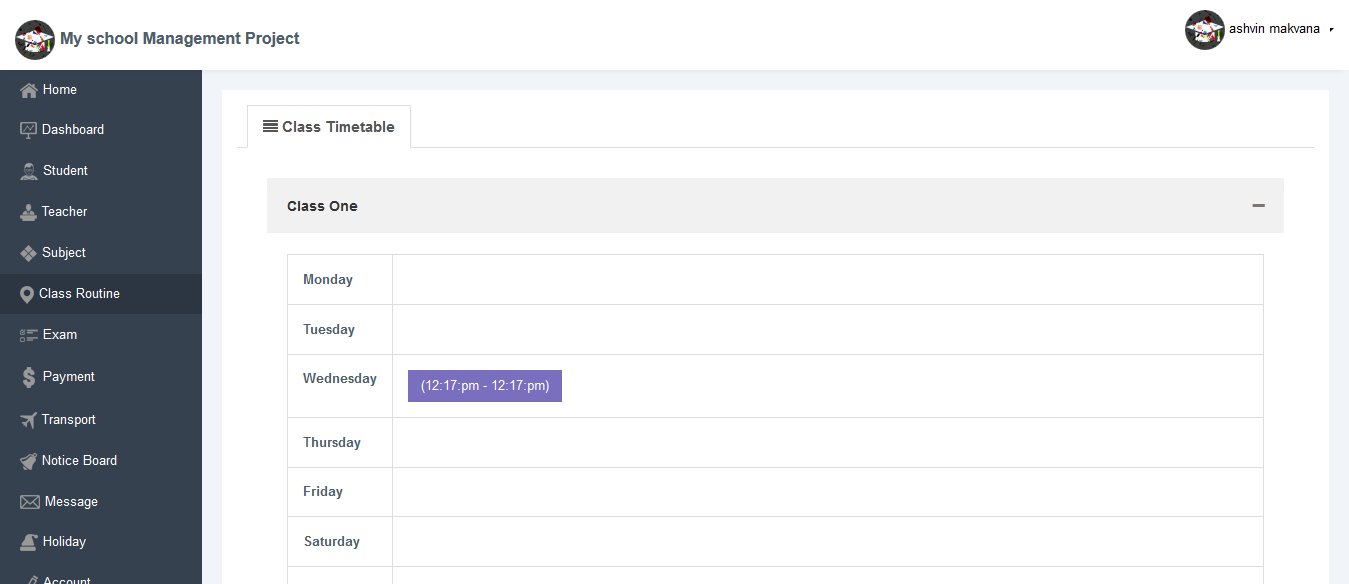 My school Management Project
ashvin makvana
Home
Dashboard
Student
Teacher
Subject
Class Routine
Exam
Payment
Transport
Notice Board
Message
Holiday
Account
Class Timetable
Class One
Monday
Tuesday
Wednesday (12:17:pm - 12:17:pm)
Thursday
Friday
Saturday